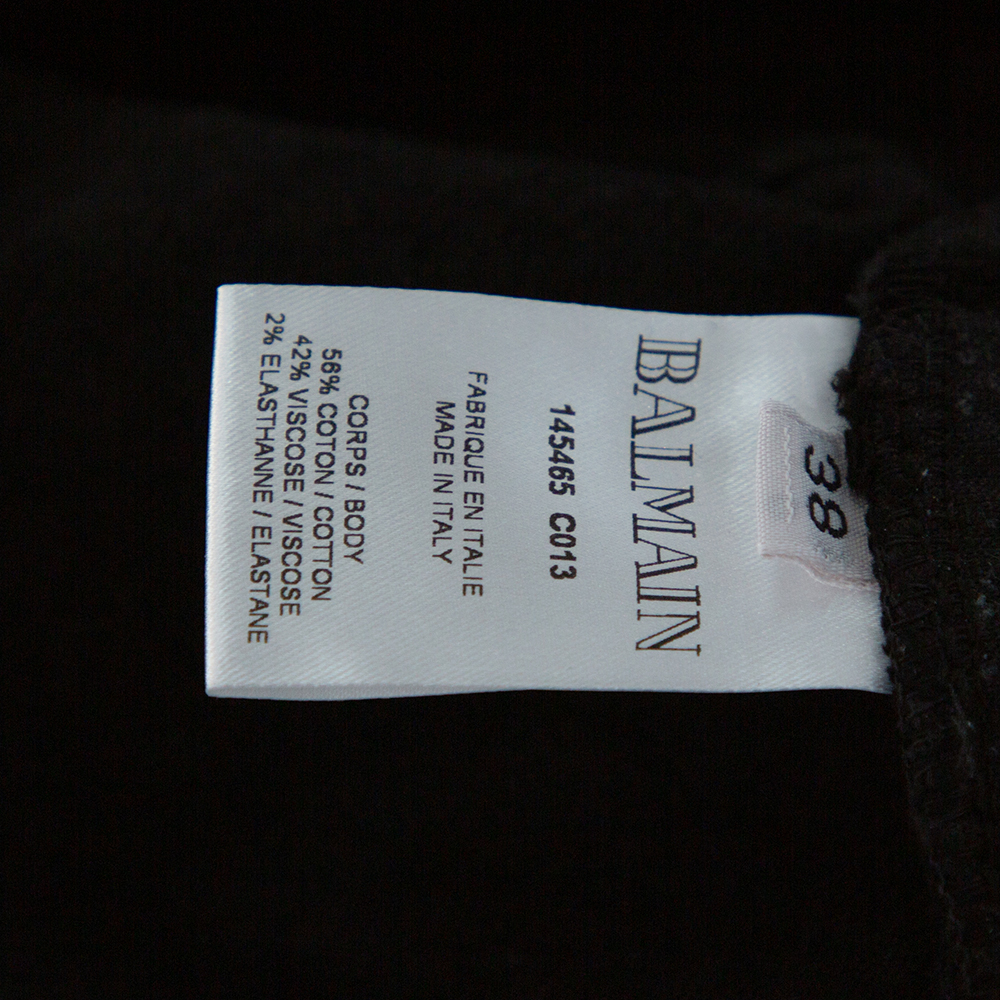 38
BALMAIN
145465 C013
FABRIQUE EN ITALIE
MADE IN ITALY
CORPS / BODY
56% COTON / COTTON
42% VISCOSE / VISCOSE
2% ELASTHANNE / ELASTANE